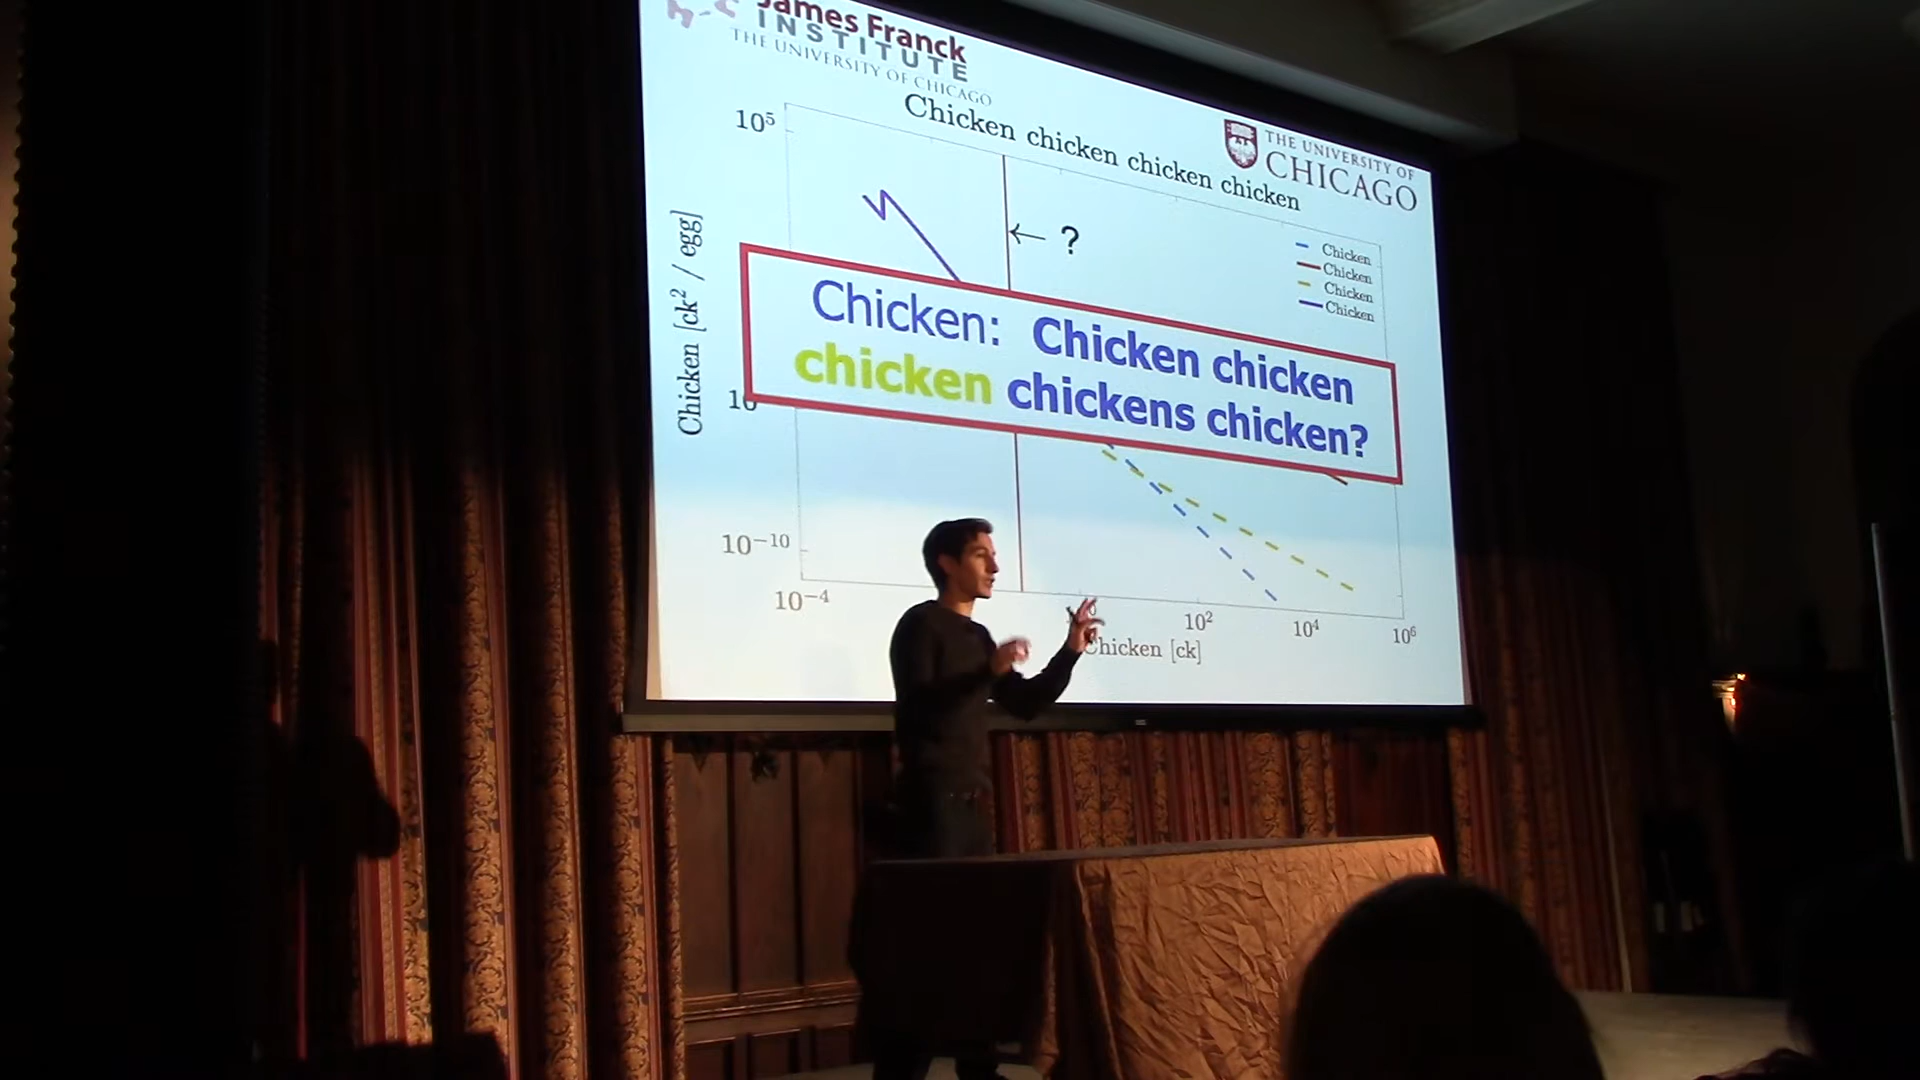 James Franck
INSTITUTE
THE UNIVERSITY OF CHICAGO
THE UNIVERSITY OF
CHICAGO
Chicken chicken chicken chicken
10⁵
← ?
Chicken
Chicken
Chicken
Chicken
Chicken [ck² / egg]
Chicken: Chicken chicken
chicken chickens chicken?
10⁻¹⁰
10⁻⁴
10²
10⁴
10⁶
Chicken [ck]